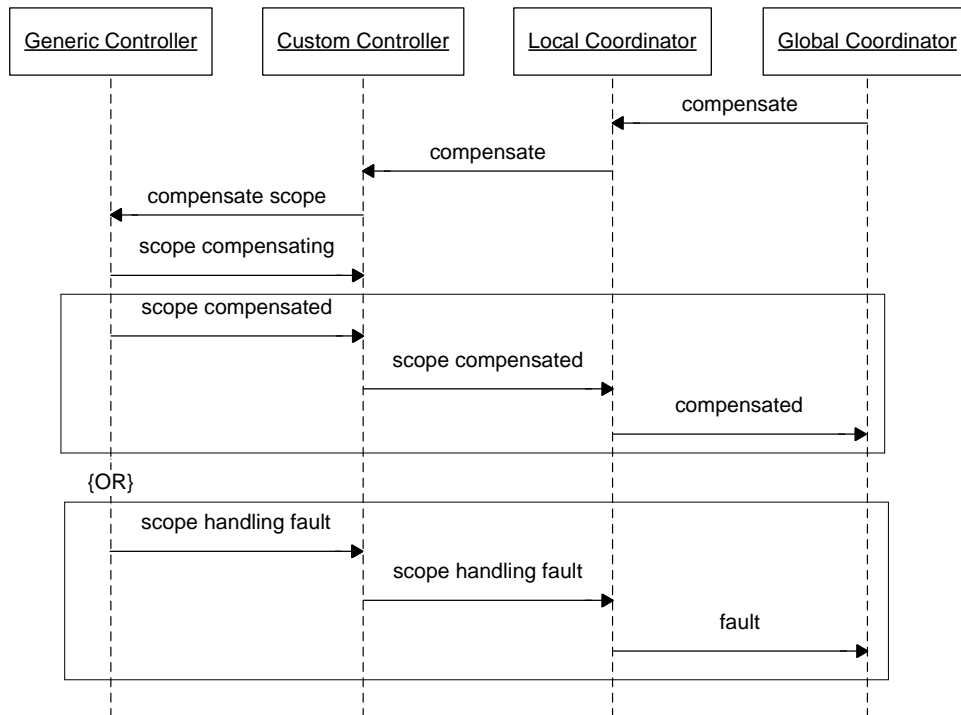 Generic Controller
Custom Controller
Local Coordinator
Global Coordinator
compensate
compensate
compensate scope
scope compensating
scope compensated
scope compensated
compensated
{OR}
scope handling fault
scope handling fault
fault